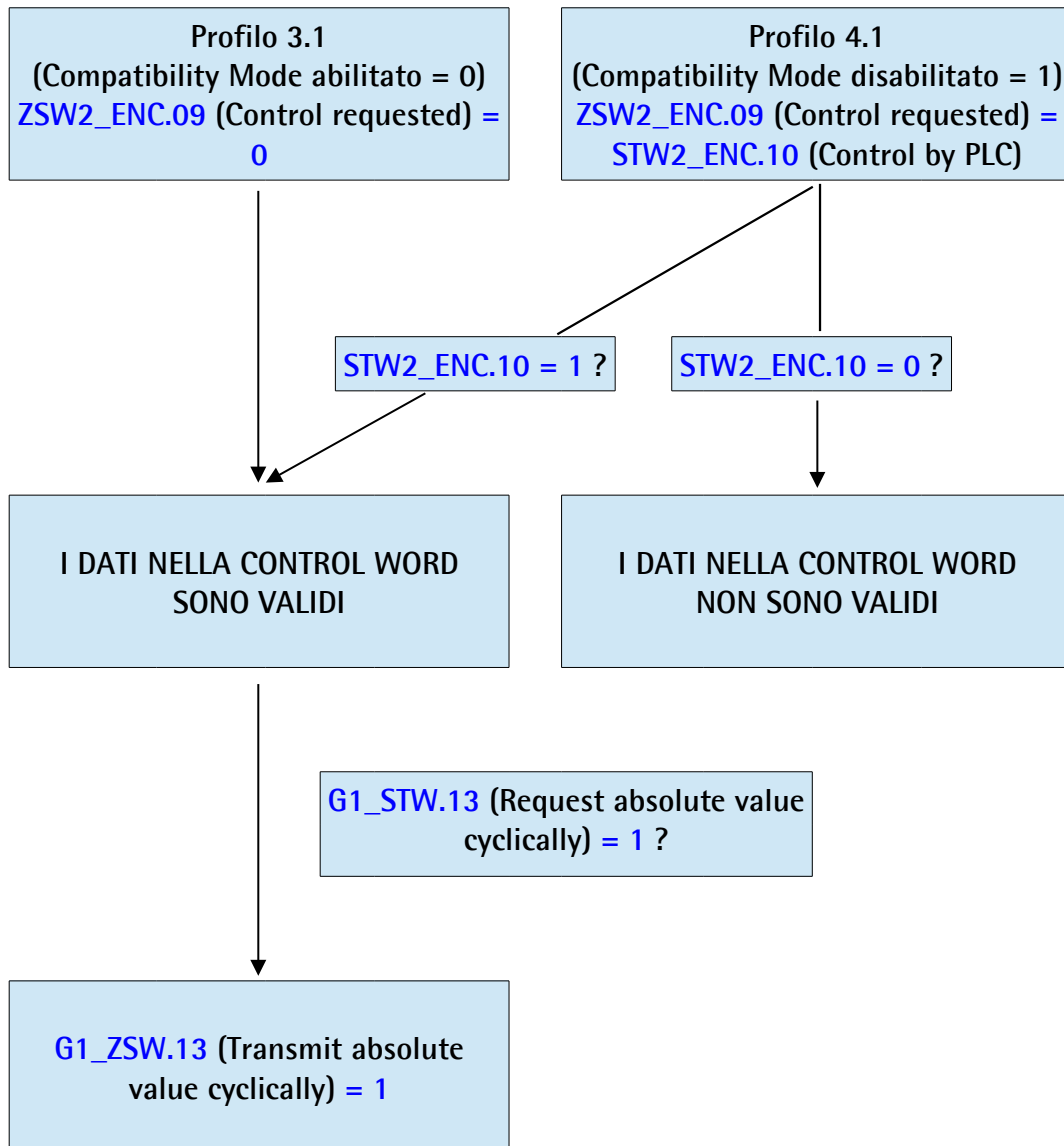 Profilo 3.1
(Compatibility Mode abilitato = 0)
ZSW2_ENC.09 (Control requested) =
0
Profilo 4.1
(Compatibility Mode disabilitato = 1)
ZSW2_ENC.09 (Control requested) =
STW2_ENC.10 (Control by PLC)
STW2_ENC.10 = 1 ?
STW2_ENC.10 = 0 ?
I DATI NELLA CONTROL WORD
SONO VALIDI
I DATI NELLA CONTROL WORD
NON SONO VALIDI
G1_STW.13 (Request absolute value
cyclically) = 1 ?
G1_ZSW.13 (Transmit absolute
value cyclically) = 1